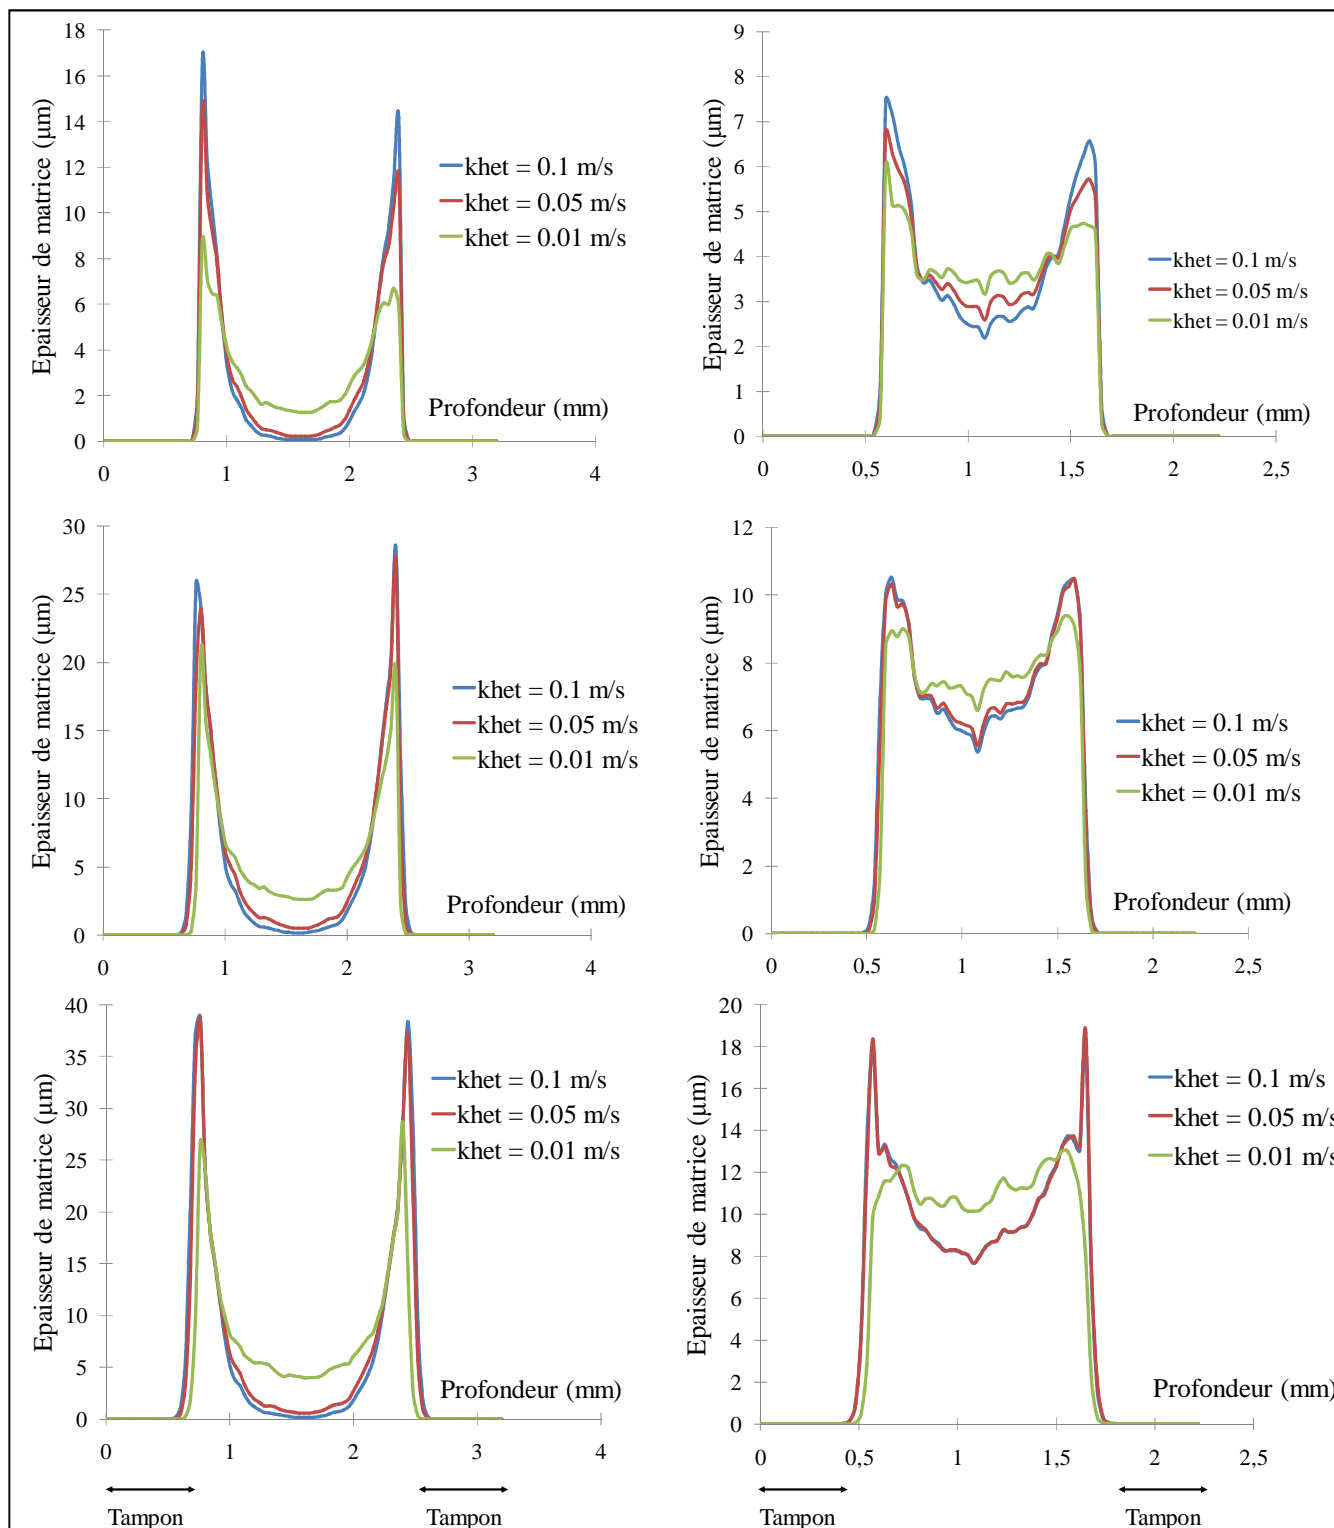 18
16
14
12
10
8
6
4
2
0
Epaisseur de matrice (µm)
khet = 0.1 m/s
khet = 0.05 m/s
khet = 0.01 m/s
Profondeur (mm)
0 1 2 3 4
9
8
7
6
5
4
3
2
1
0
Epaisseur de matrice (µm)
khet = 0.1 m/s
khet = 0.05 m/s
khet = 0.01 m/s
Profondeur (mm)
0 0,5 1 1,5 2 2,5
30
25
20
15
10
5
0
Epaisseur de matrice (µm)
khet = 0.1 m/s
khet = 0.05 m/s
khet = 0.01 m/s
Profondeur (mm)
0 1 2 3 4
12
10
8
6
4
2
0
Epaisseur de matrice (µm)
khet = 0.1 m/s
khet = 0.05 m/s
khet = 0.01 m/s
0 0,5 1 1,5 2 2,5
40
35
30
25
20
15
10
5
0
Epaisseur de matrice (µm)
khet = 0.1 m/s
khet = 0.05 m/s
khet = 0.01 m/s
Profondeur (mm)
0 1 2 3 4
Tampon Tampon
20
18
16
14
12
10
8
6
4
2
0
Epaisseur de matrice (µm)
khet = 0.1 m/s
khet = 0.05 m/s
khet = 0.01 m/s
Profondeur (mm)
0 0,5 1 1,5 2 2,5
Tampon Tampon